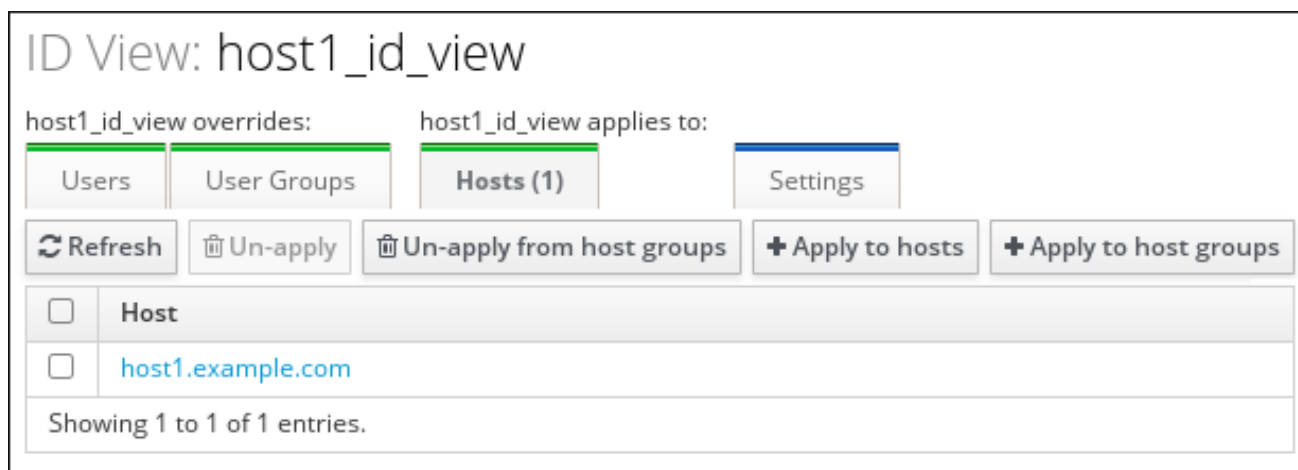 ID View: host1_id_view
host1_id_view overrides: host1_id_view applies to:
Users User Groups Hosts (1) Settings
Refresh Un-apply Un-apply from host groups Apply to hosts Apply to host groups
Host
host1.example.com
Showing 1 to 1 of 1 entries.